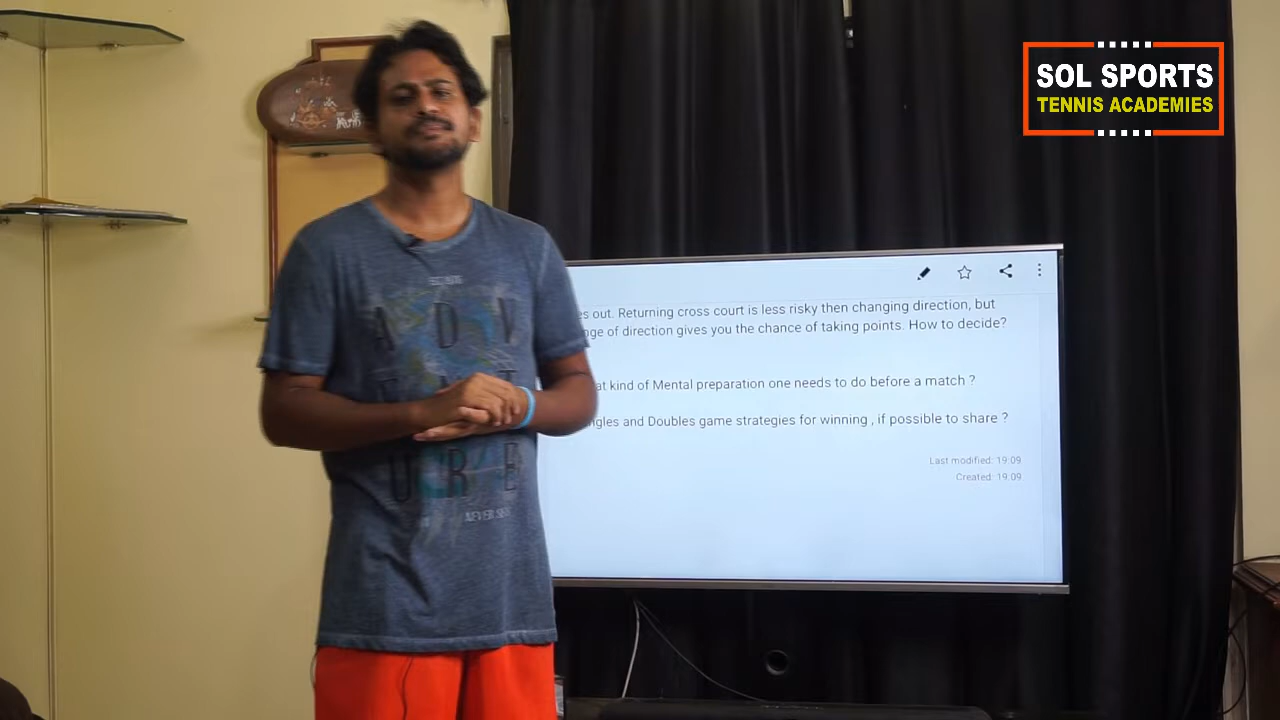 SOL SPORTS
TENNIS ACADEMIES
es out. Returning cross court is less risky then changing direction, but
nge of direction gives you the chance of taking points. How to decide?
at kind of Mental preparation one needs to do before a match ?
ngles and Doubles game strategies for winning , if possible to share ?
Last modified: 19:09
Created: 19:09
A D V
U R E